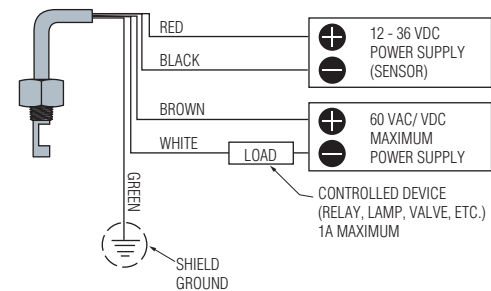 RED
12 - 36 VDC
POWER SUPPLY
(SENSOR)
BLACK
BROWN
60 VAC/ VDC
MAXIMUM
POWER SUPPLY
WHITE
LOAD
GREEN
CONTROLLED DEVICE
(RELAY, LAMP, VALVE, ETC.)
1A MAXIMUM
SHIELD
GROUND